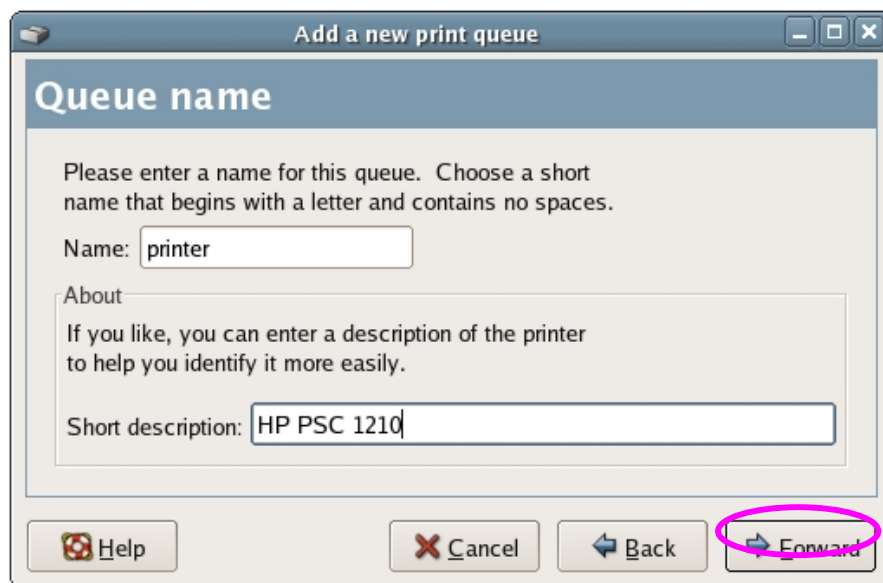 Add a new print queue
Queue name
Please enter a name for this queue.  Choose a short
name that begins with a letter and contains no spaces.
Name: printer
About
If you like, you can enter a description of the printer
to help you identify it more easily.
Short description: HP PSC 1210
Help Cancel Back Forward